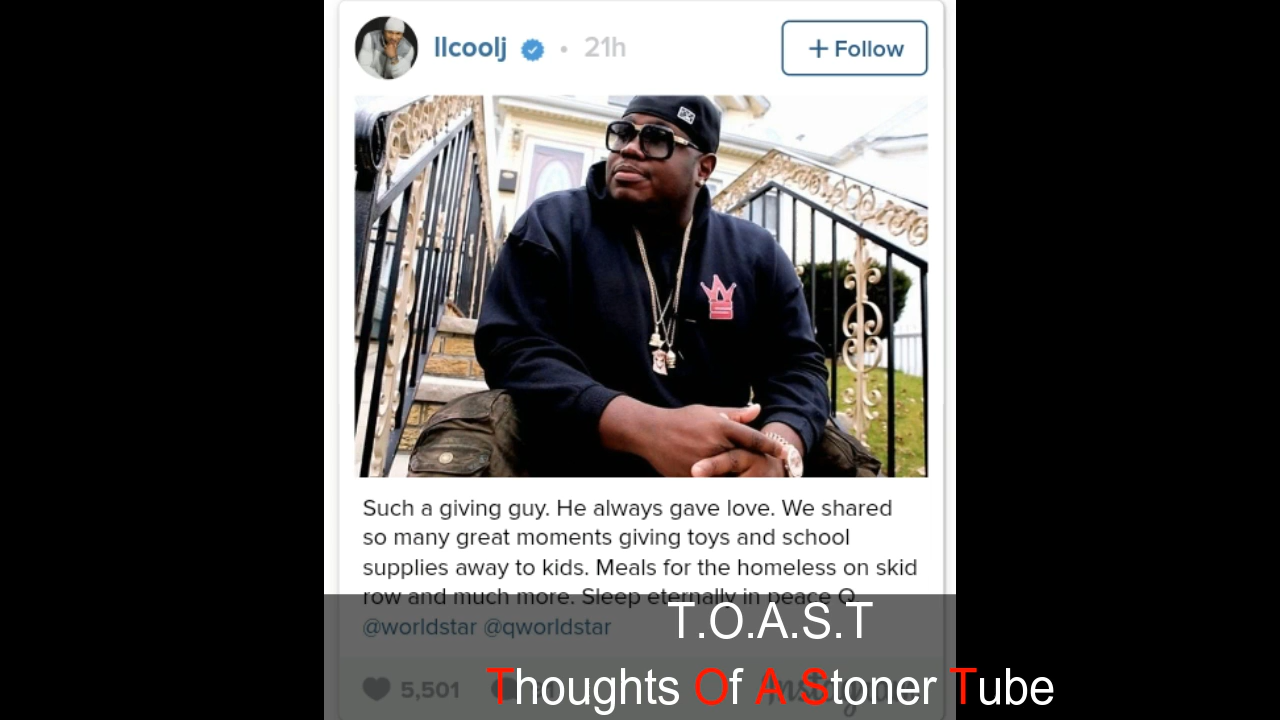 llcoolj • 21h
+ Follow
Such a giving guy. He always gave love. We shared
so many great moments giving toys and school
supplies away to kids. Meals for the homeless on skid
row and much more. Sleep eternally in peace Q
@worldstar @qworldstar
T.O.A.S.T
5,501
Thoughts Of A Stoner Tube